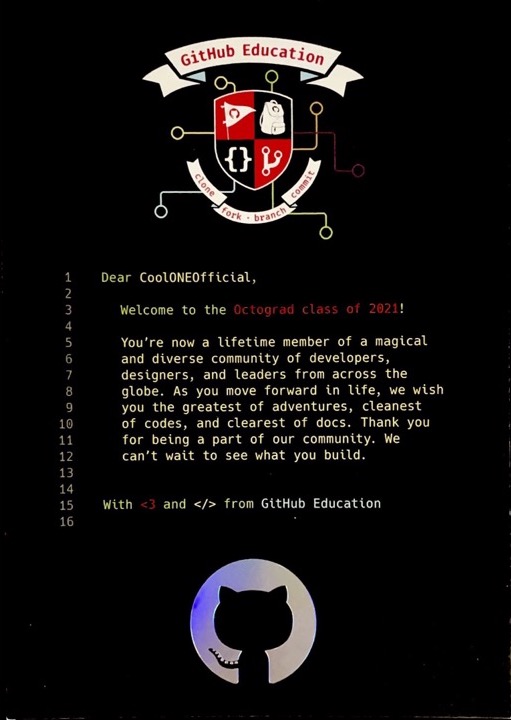 GitHub Education
clone
fork · branch
commit
1 Dear CoolONEOfficial,
2
3 Welcome to the Octograd class of 2021!
4
5 You're now a lifetime member of a magical
6 and diverse community of developers,
7 designers, and leaders from across the
8 globe. As you move forward in life, we wish
9 you the greatest of adventures, cleanest
10 of codes, and clearest of docs. Thank you
11 for being a part of our community. We
12 can't wait to see what you build.
13
14
15 With <3 and </> from GitHub Education
16